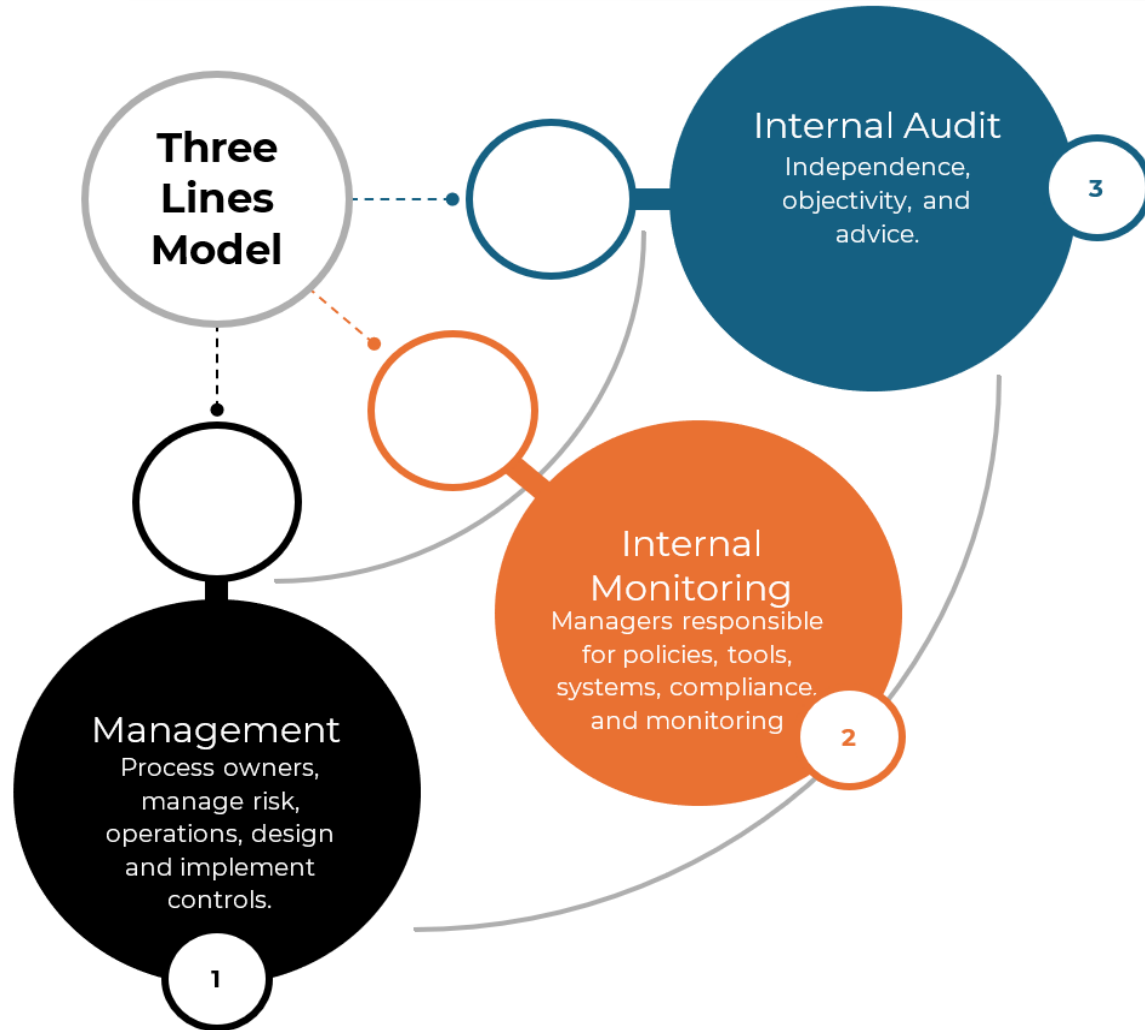 Three
Lines
Model
Internal Audit
Independence,
objectivity, and
advice.
3
Internal
Monitoring
Managers responsible
for policies, tools,
systems, compliance.
and monitoring
2
Management
Process owners,
manage risk,
operations, design
and implement
controls.
1